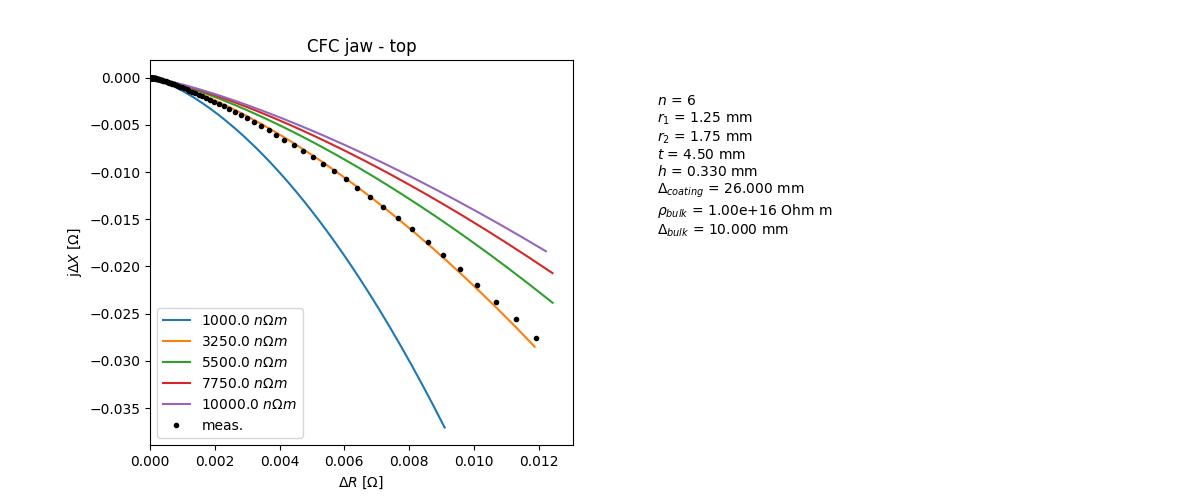 CFC jaw - top
0.000
−0.005
−0.010
−0.015
−0.020
−0.025
−0.030
−0.035
jΔX [Ω]
1000.0 nΩm
3250.0 nΩm
5500.0 nΩm
7750.0 nΩm
10000.0 nΩm
meas.
0.000 0.002 0.004 0.006 0.008 0.010 0.012
ΔR [Ω]
n = 6
r₁ = 1.25 mm
r₂ = 1.75 mm
t = 4.50 mm
h = 0.330 mm
Δcoating = 26.000 mm
ρbulk = 1.00e+16 Ohm m
Δbulk = 10.000 mm